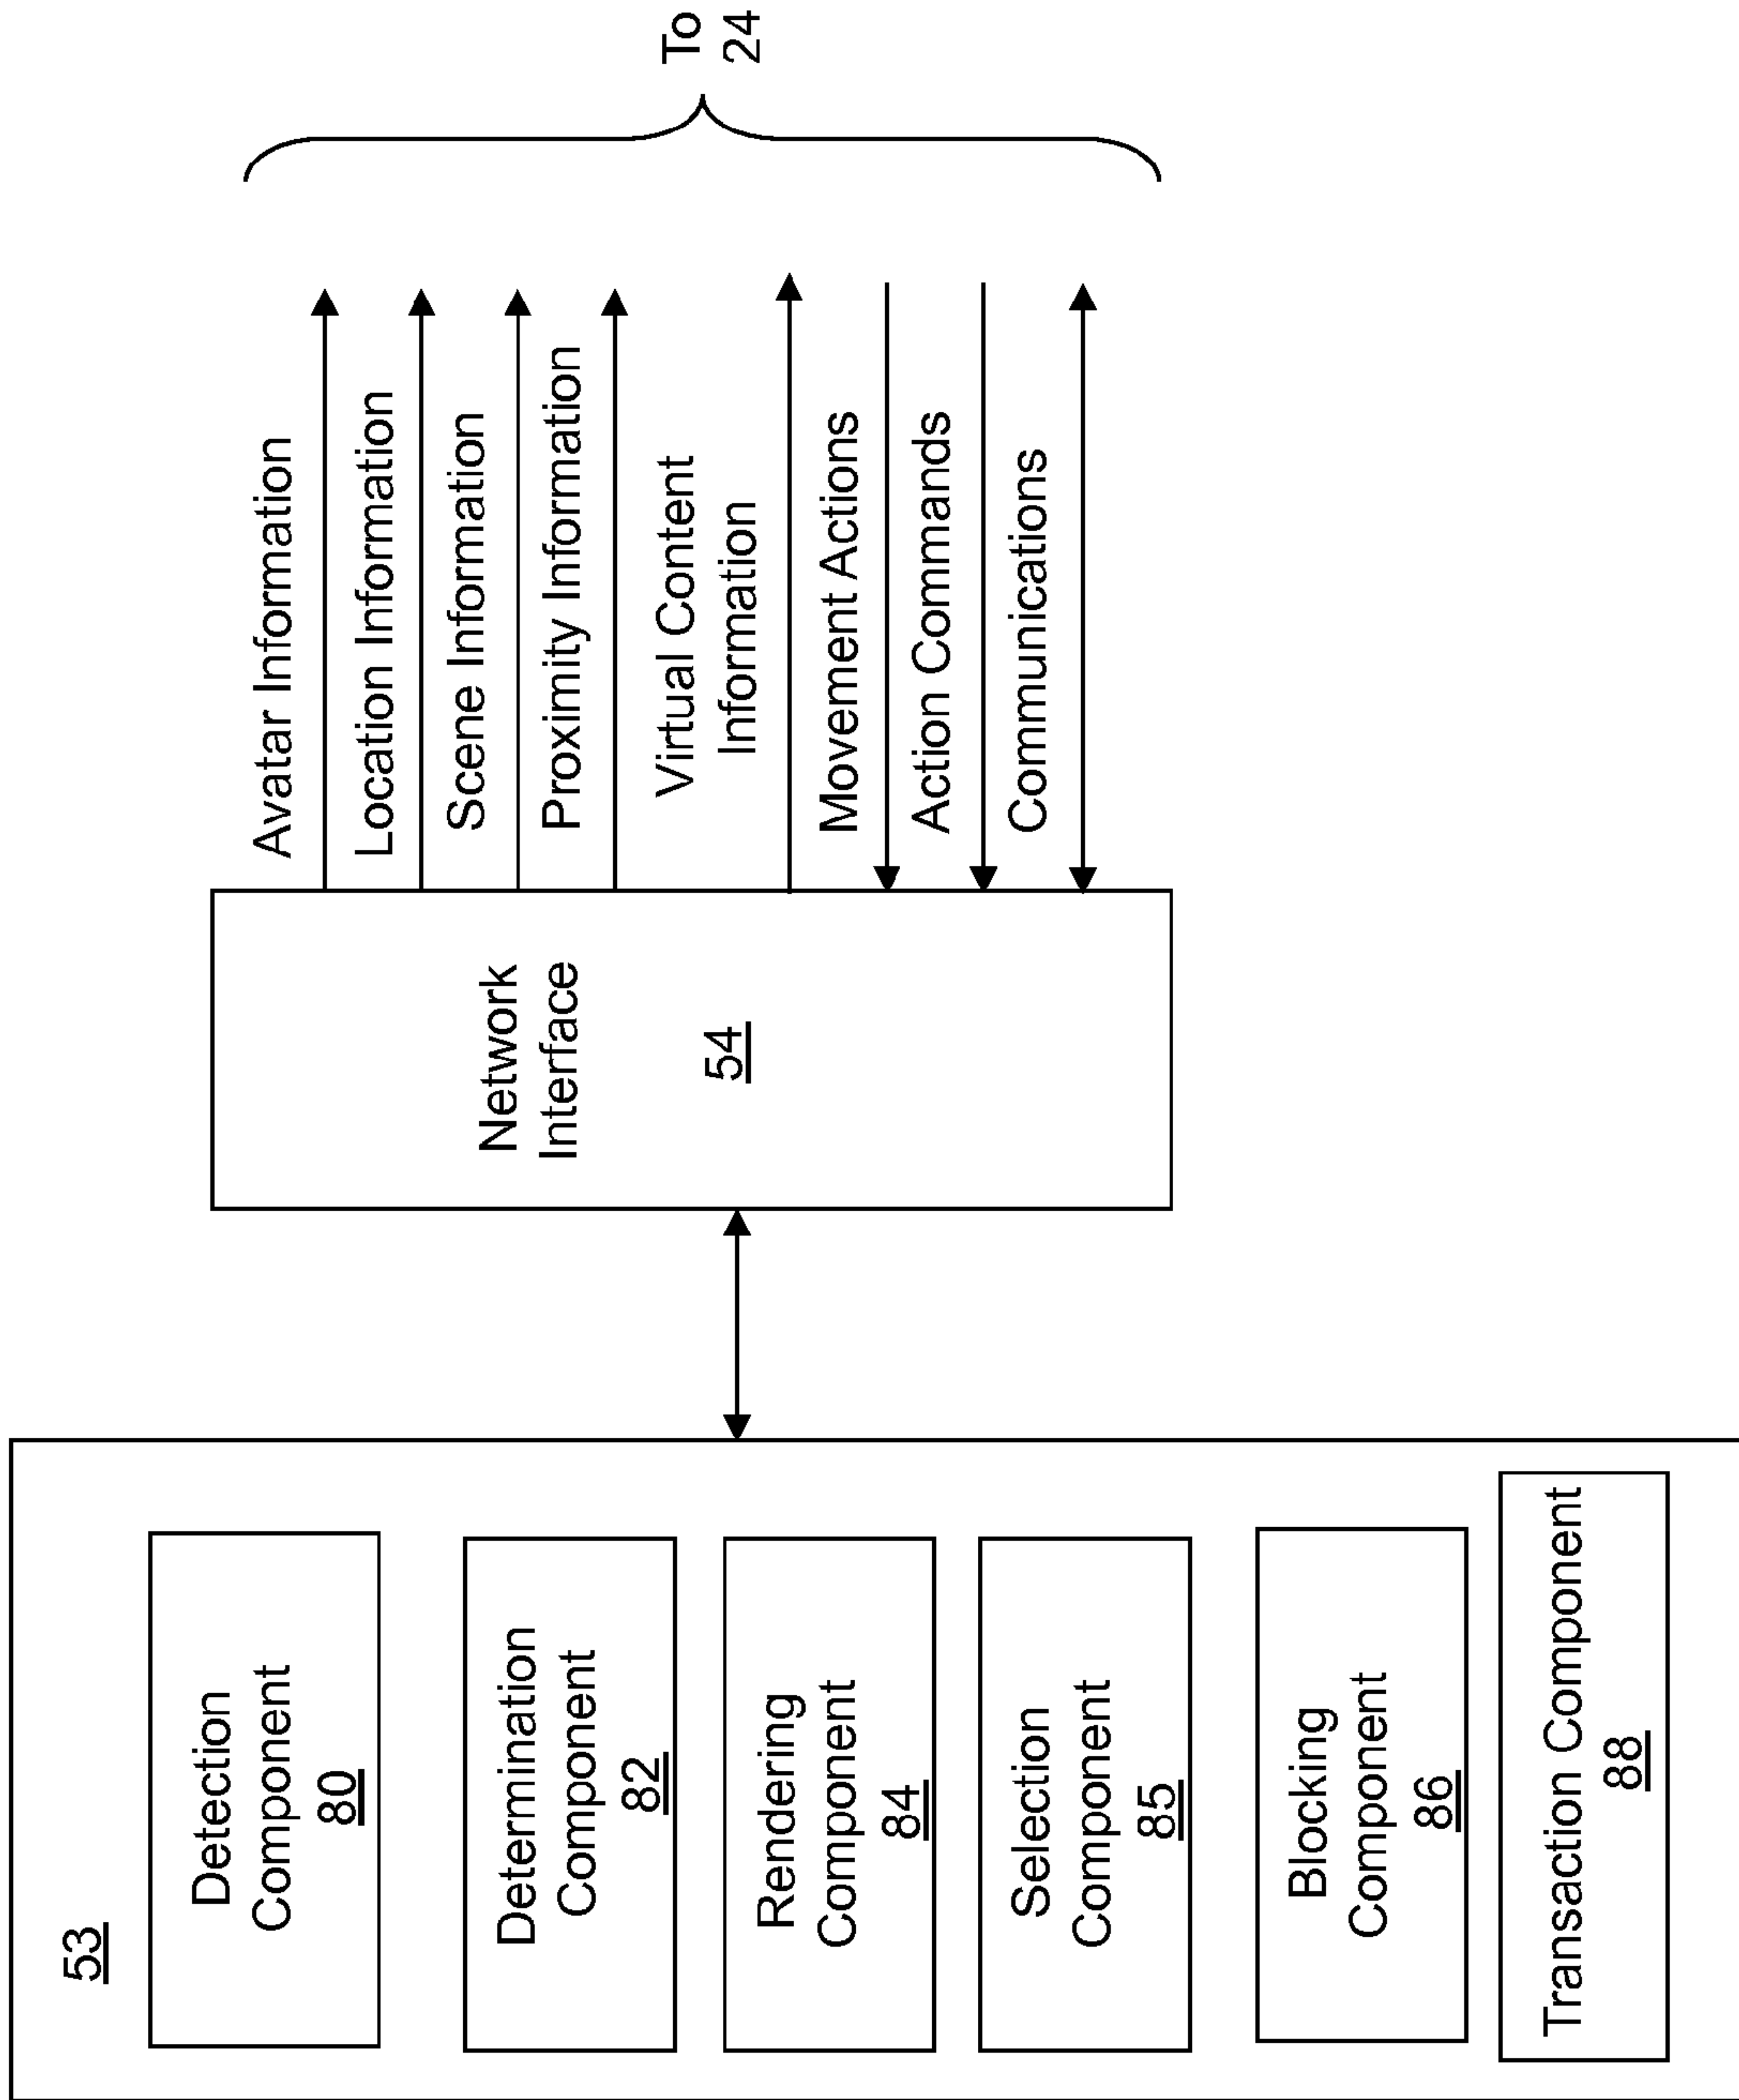 53
Detection
Component
80
Determination
Component
82
Rendering
Component
84
Selection
Component
85
Blocking
Component
86
Transaction Component
88
Network
Interface
54
Avatar Information
Location Information
Scene Information
Proximity Information
Virtual Content
Information
Movement Actions
Action Commands
Communications
To
24